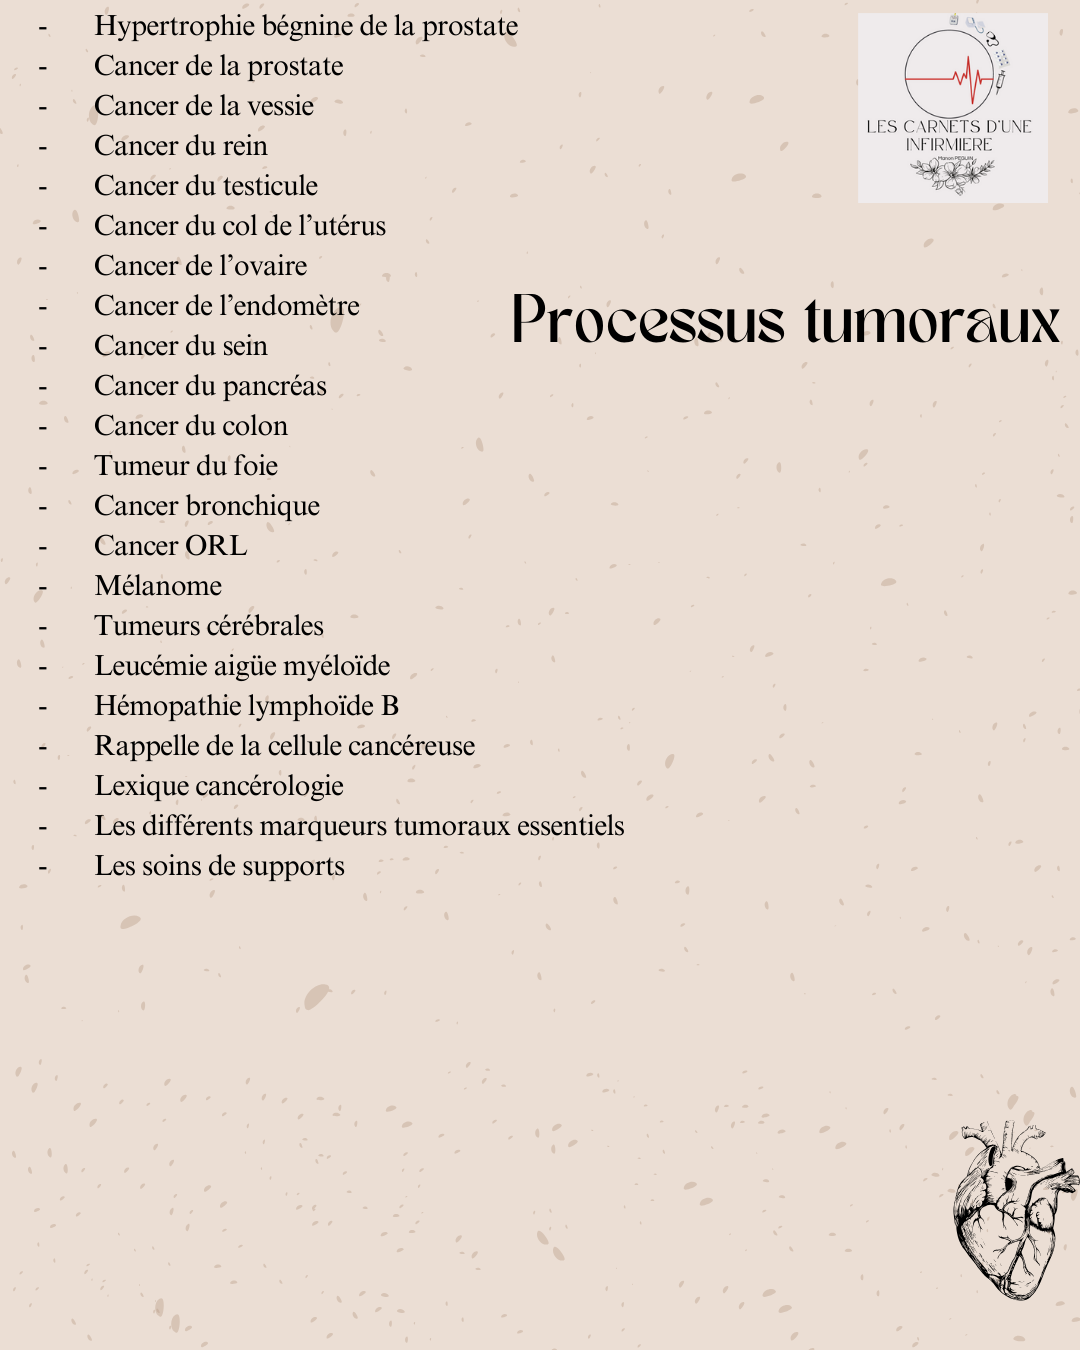 - Hypertrophie bégnine de la prostate
- Cancer de la prostate
- Cancer de la vessie
- Cancer du rein
- Cancer du testicule
- Cancer du col de l’utérus
- Cancer de l’ovaire
- Cancer de l’endomètre
- Cancer du sein
- Cancer du pancréas
- Cancer du colon
- Tumeur du foie
- Cancer bronchique
- Cancer ORL
- Mélanome
- Tumeurs cérébrales
- Leucémie aigüe myéloïde
- Hémopathie lymphoïde B
- Rappelle de la cellule cancéreuse
- Lexique cancérologie
- Les différents marqueurs tumoraux essentiels
- Les soins de supports
LES CARNETS D'UNE
INFIRMIERE
Manon PEGUIN
Processus tumoraux